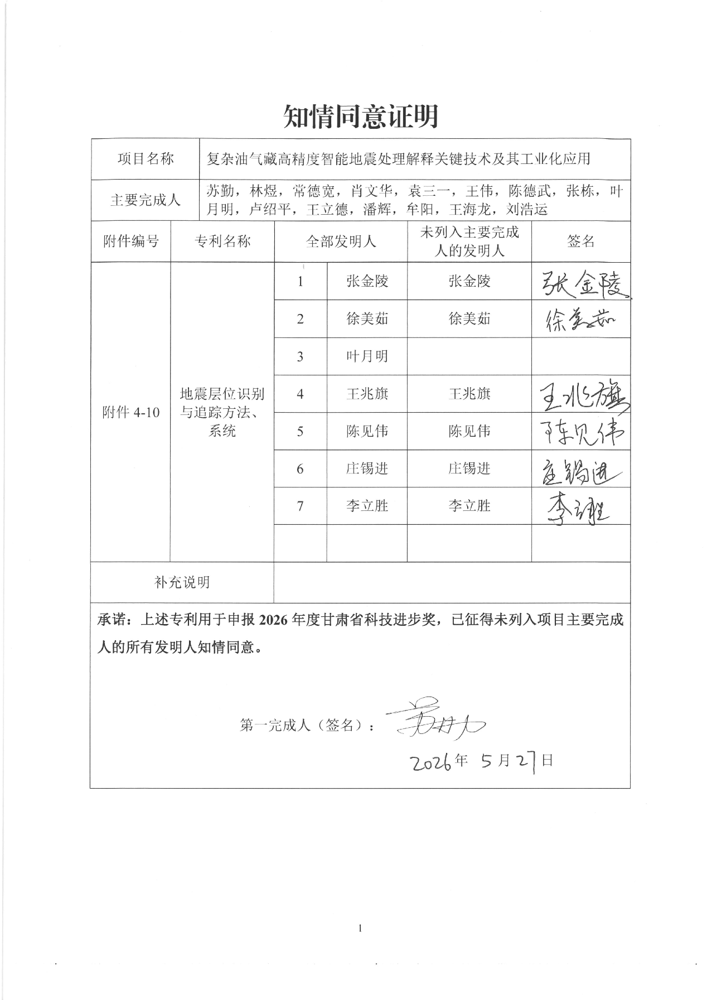 知情同意证明
项目名称
复杂油气藏高精度智能地震处理解释关键技术及其工业化应用
主要完成人
苏勤，林煜，常德宽，肖文华，袁三一，王伟，陈德武，张栋，叶
月明，卢绍平，王立德，潘辉，牟阳，王海龙，刘浩运
附件编号
专利名称
全部发明人
未列入主要完成
人的发明人
签名
附件 4-10
地震层位识别
与追踪方法、
系统
1 张金陵 张金陵 张金陵
2 徐美茹 徐美茹 徐美茹
3 叶月明
4 王兆旗 王兆旗 王兆旗
5 陈见伟 陈见伟 陈见伟
6 庄锡进 庄锡进 庄锡进
7 李立胜 李立胜 李立胜
补充说明
承诺：上述专利用于申报 2026 年度甘肃省科技进步奖，已征得未列入项目主要完成
人的所有发明人知情同意。
第一完成人（签名）：苏勤
2026年 5月27日
1